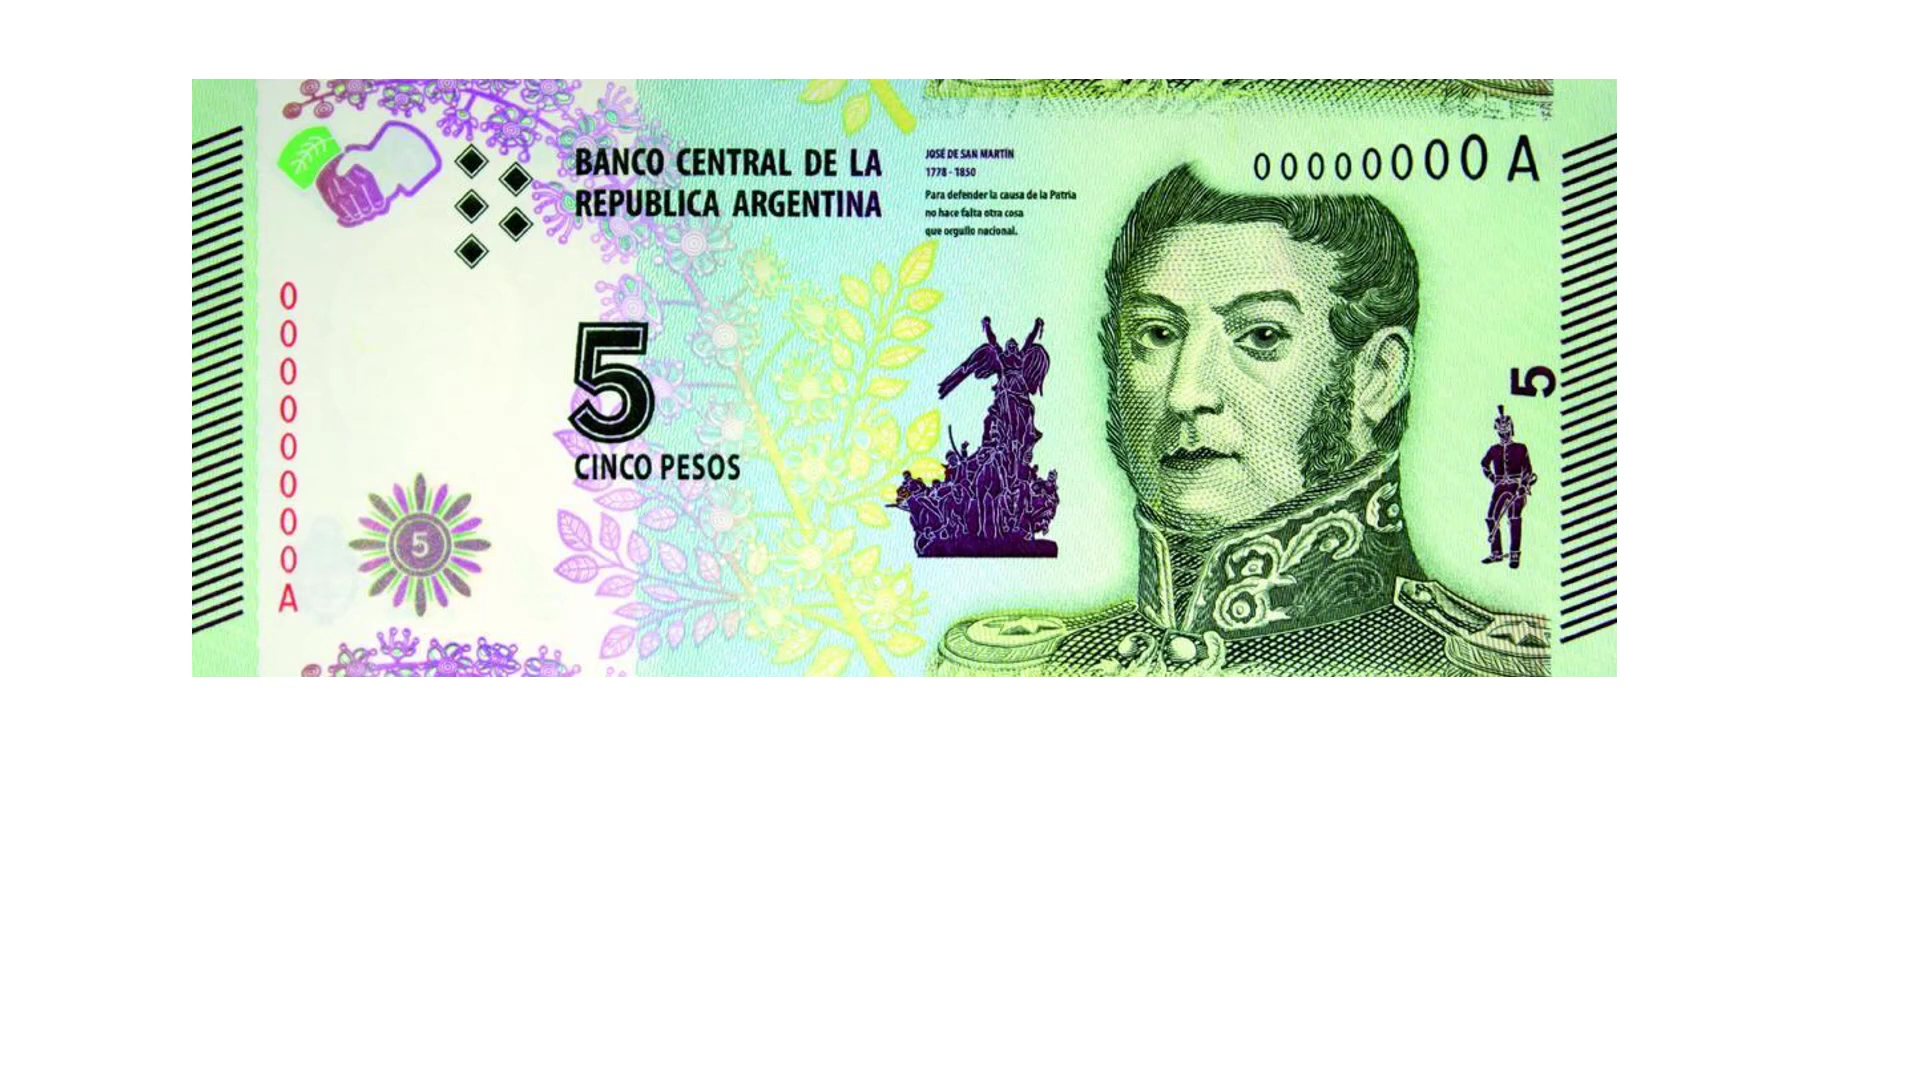 BANCO CENTRAL DE LA
REPUBLICA ARGENTINA
JOSÉ DE SAN MARTÍN
1778 - 1850
Para defender la causa de la Patria
no hace falta otra cosa
que orgullo nacional.
00000000 A
00000000A
5
CINCO PESOS
5
5